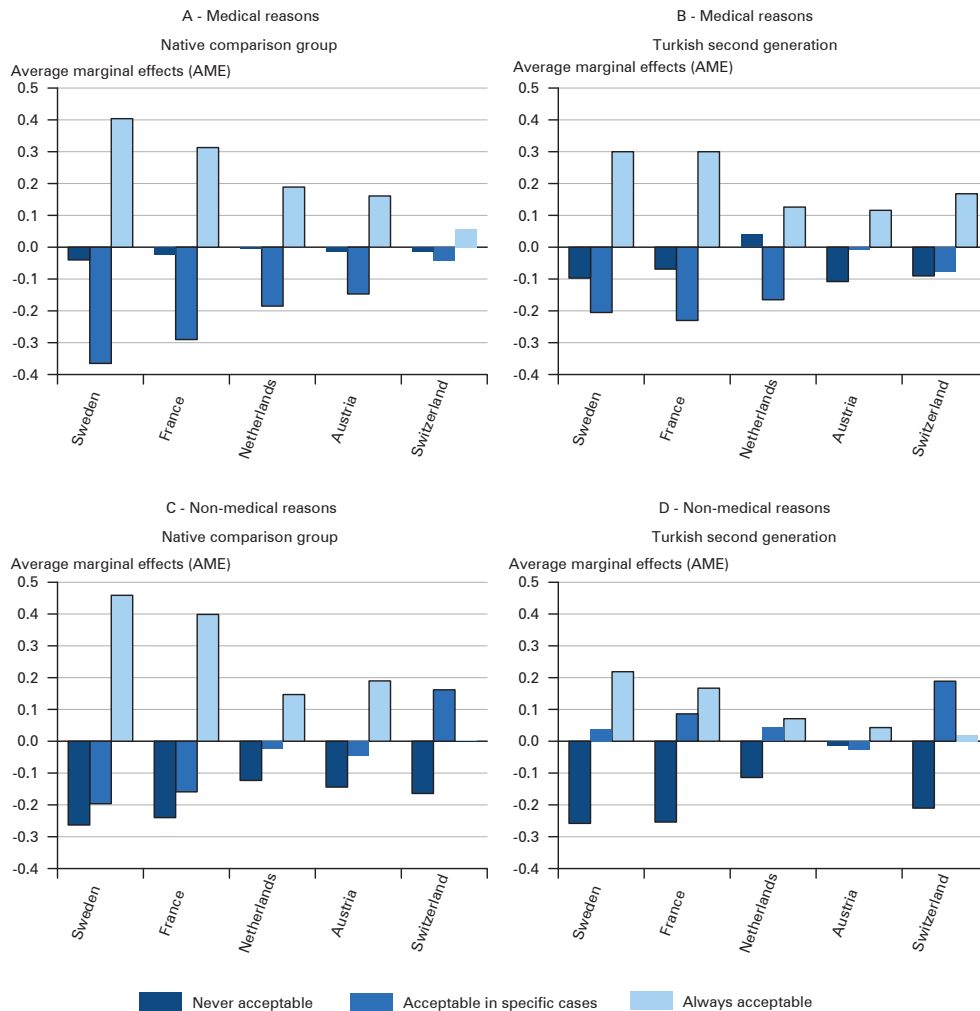 A - Medical reasons
Native comparison group
Average marginal effects (AME)
0.5
0.4
0.3
0.2
0.1
0.0
-0.1
-0.2
-0.3
-0.4
Sweden
France
Netherlands
Austria
Switzerland
B - Medical reasons
Turkish second generation
Average marginal effects (AME)
0.5
0.4
0.3
0.2
0.1
0.0
-0.1
-0.2
-0.3
-0.4
Sweden
France
Netherlands
Austria
Switzerland
C - Non-medical reasons
Native comparison group
Average marginal effects (AME)
0.5
0.4
0.3
0.2
0.1
0.0
-0.1
-0.2
-0.3
-0.4
Sweden
France
Netherlands
Austria
Switzerland
D - Non-medical reasons
Turkish second generation
Average marginal effects (AME)
0.5
0.4
0.3
0.2
0.1
0.0
-0.1
-0.2
-0.3
-0.4
Sweden
France
Netherlands
Austria
Switzerland
Never acceptable
Acceptable in specific cases
Always acceptable